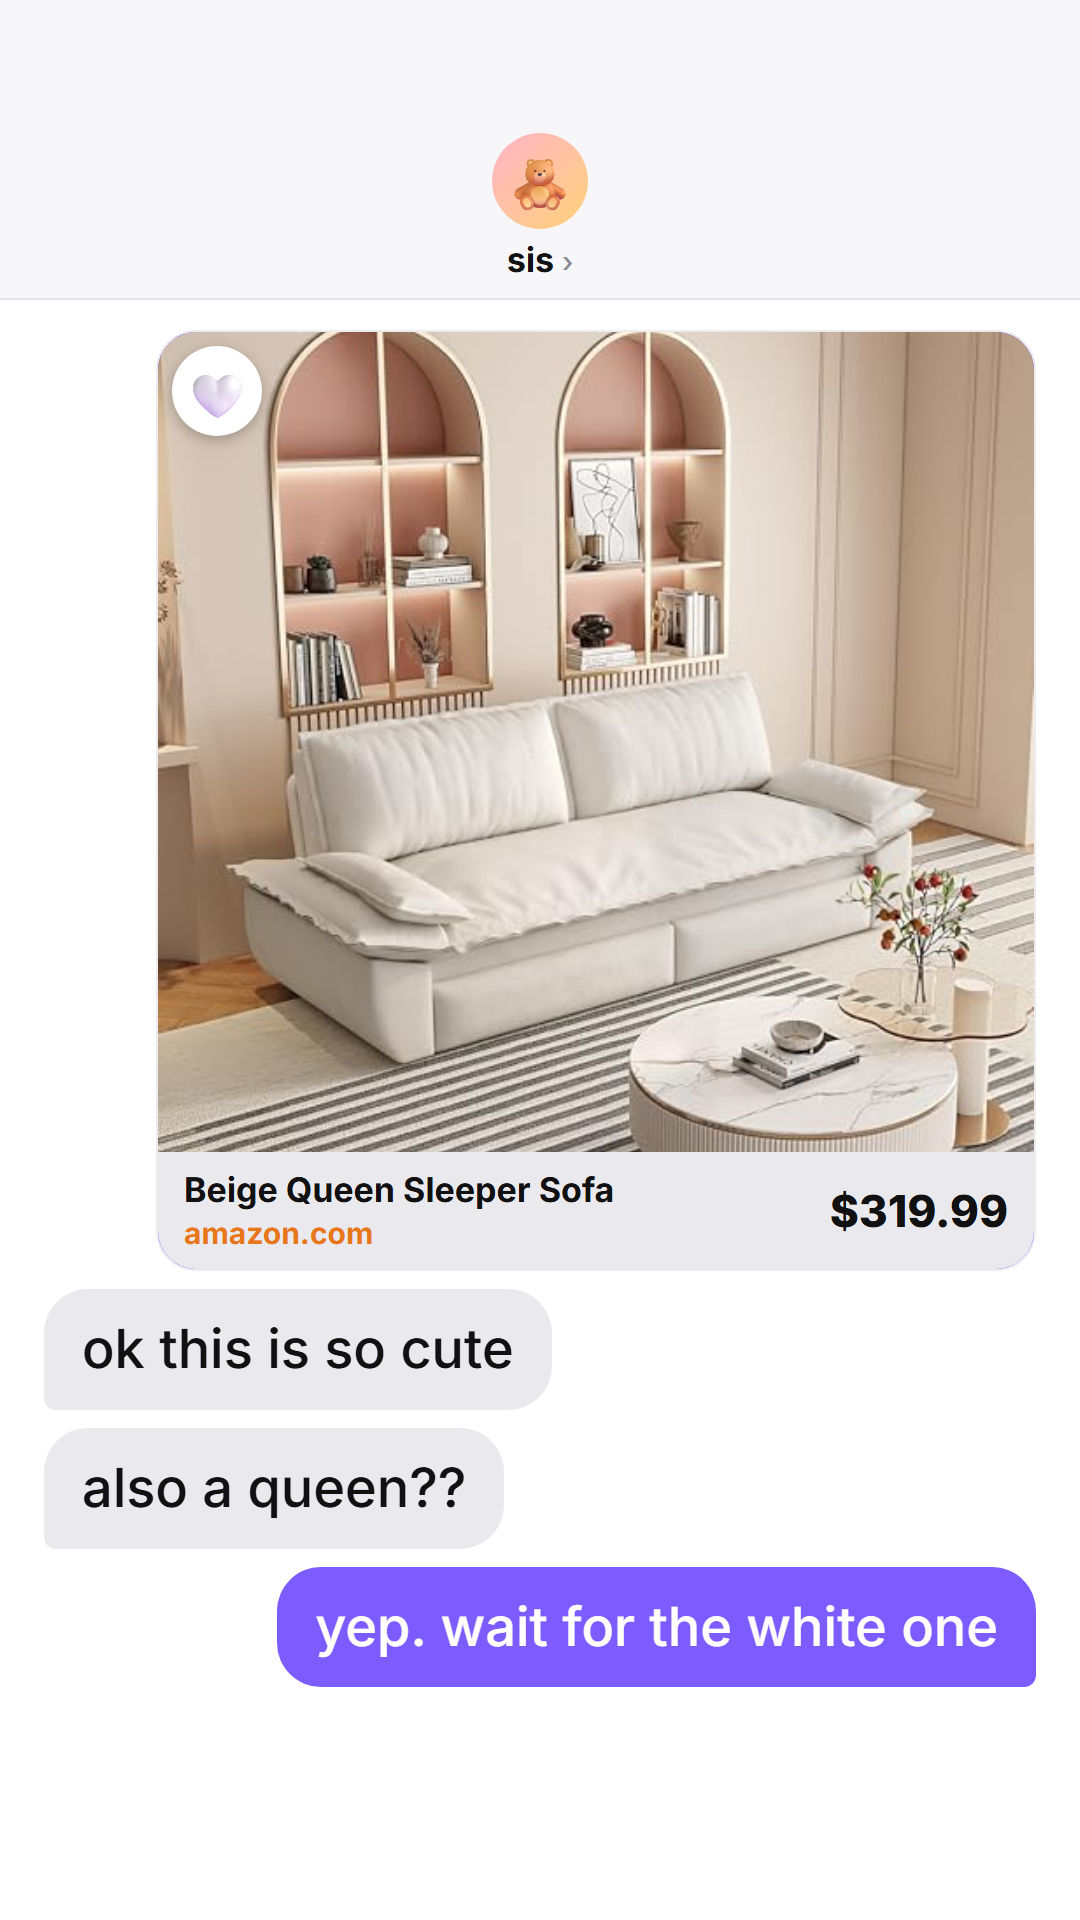 sis ›
Beige Queen Sleeper Sofa
amazon.com
$319.99
ok this is so cute
also a queen??
yep. wait for the white one